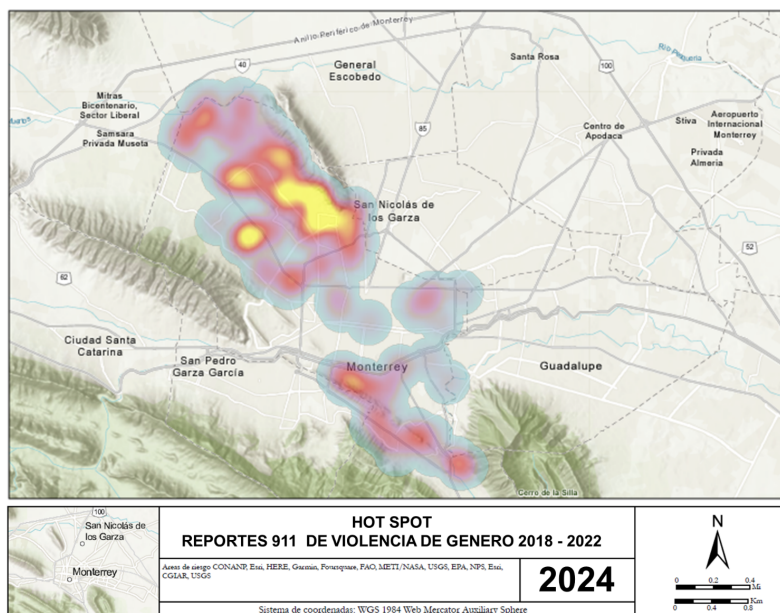 Anillo Periférico de Monterrey
40
General
Escobedo
Santa Rosa
Río Pesquería
100
Mitras
Bicentenario,
Sector Liberal
Samsara
Privada Museta
85
Centro de
Apodaca
Stiva
Aeropuerto
Internacional
Monterrey
Privada
Almeria
San Nicolás de
los Garza
52
62
Ciudad Santa
Catarina
San Pedro
Garza García
Monterrey
Guadalupe
Cerro de la Silla
100
San Nicolás de
los Garza
Monterrey
HOT SPOT
REPORTES 911 DE VIOLENCIA DE GENERO 2018 - 2022
Areas de riesgo CONANP, Esri, HERE, Garmin, Foursquare, FAO, METI/NASA, USGS, EPA, NPS, Esri,
CGIAR, USGS
2024
Sistema de coordenadas: WGS 1984 Web Mercator Auxiliary Sphere
N
0 0.2 0.4
Mi
Km
0 0.4 0.8